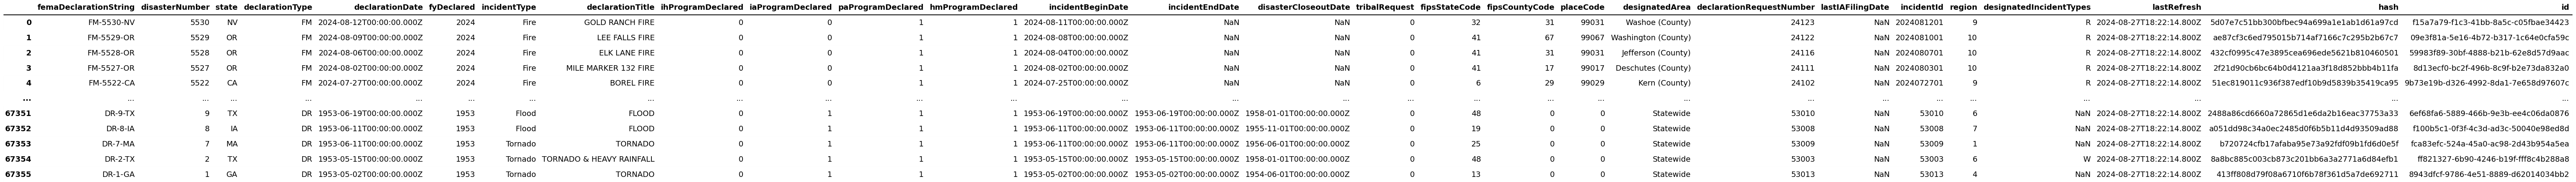 femaDeclarationString disasterNumber state declarationType declarationDate fyDeclared incidentType declarationTitle ihProgramDeclared iaProgramDeclared paProgramDeclared hmProgramDeclared incidentBeginDate incidentEndDate disasterCloseoutDate tribalRequest fipsStateCode fipsCountyCode placeCode designatedArea declarationRequestNumber lastIAFilingDate incidentId region designatedIncidentTypes lastRefresh hash id
0 FM-5530-NV 5530 NV FM 2024-08-12T00:00:00.000Z 2024 Fire GOLD RANCH FIRE 0 0 1 1 2024-08-11T00:00:00.000Z NaN NaN 0 32 31 99031 Washoe (County) 24123 NaN 2024081201 9 R 2024-08-27T18:22:14.800Z 5d07e7c51bb300bfbec94a699a1e1ab1d61a97cd f15a7a79-f1c3-41bb-8a5c-c05fbae34423
1 FM-5529-OR 5529 OR FM 2024-08-09T00:00:00.000Z 2024 Fire LEE FALLS FIRE 0 0 1 1 2024-08-08T00:00:00.000Z NaN NaN 0 41 67 99067 Washington (County) 24122 NaN 2024081001 10 R 2024-08-27T18:22:14.800Z ae87cf3c6ed795015b714af7166c7c295b2b67c7 09e3f81a-5e16-4b72-b317-1c64e0cfa59c
2 FM-5528-OR 5528 OR FM 2024-08-06T00:00:00.000Z 2024 Fire ELK LANE FIRE 0 0 1 1 2024-08-04T00:00:00.000Z NaN NaN 0 41 31 99031 Jefferson (County) 24116 NaN 2024080701 10 R 2024-08-27T18:22:14.800Z 432cf0995c47e3895cea696ede5621b810460501 59983f89-30bf-4888-b21b-62e8d57d9aac
3 FM-5527-OR 5527 OR FM 2024-08-02T00:00:00.000Z 2024 Fire MILE MARKER 132 FIRE 0 0 1 1 2024-08-02T00:00:00.000Z NaN NaN 0 41 17 99017 Deschutes (County) 24111 NaN 2024080301 10 R 2024-08-27T18:22:14.800Z 2f21d90cb6bc64b0d4121aa3f18d852bbb4b11fa 8d13ecf0-bc2f-496b-8c9f-b2e73da832a0
4 FM-5522-CA 5522 CA FM 2024-07-27T00:00:00.000Z 2024 Fire BOREL FIRE 0 0 1 1 2024-07-25T00:00:00.000Z NaN NaN 0 6 29 99029 Kern (County) 24102 NaN 2024072701 9 R 2024-08-27T18:22:14.800Z 51ec819011c936f387edf10b9d5839b35419ca95 9b73e19b-d326-4992-8da1-7e658d97607c
... ... ... ... ... ... ... ... ... ... ... ... ... ... ... ... ... ... ... ... ... ... ... ... ... ... ... ... ...
67351 DR-9-TX 9 TX DR 1953-06-19T00:00:00.000Z 1953 Flood FLOOD 0 1 1 1 1953-06-19T00:00:00.000Z 1953-06-19T00:00:00.000Z 1958-01-01T00:00:00.000Z 0 48 0 0 Statewide 53010 NaN 53010 6 NaN 2024-08-27T18:22:14.800Z 2488a86cd6660a72865d1e6da2b16eac37753a33 6ef68fa6-5889-466b-9e3b-ee4c06da0876
67352 DR-8-IA 8 IA DR 1953-06-11T00:00:00.000Z 1953 Flood FLOOD 0 1 1 1 1953-06-11T00:00:00.000Z 1953-06-11T00:00:00.000Z 1955-11-01T00:00:00.000Z 0 19 0 0 Statewide 53008 NaN 53008 7 NaN 2024-08-27T18:22:14.800Z a051dd98c34a0ec2485d0f6b5b11d4d93509ad88 f100b5c1-0f3f-4c3d-ad3c-50040e98ed8d
67353 DR-7-MA 7 MA DR 1953-06-11T00:00:00.000Z 1953 Tornado TORNADO 0 1 1 1 1953-06-11T00:00:00.000Z 1953-06-11T00:00:00.000Z 1956-06-01T00:00:00.000Z 0 25 0 0 Statewide 53009 NaN 53009 1 NaN 2024-08-27T18:22:14.800Z b720724cfb17afaba95e73a92fdf09b1fd6d0e5f fca83efc-524a-45a0-ac98-2d43b954a5ea
67354 DR-2-TX 2 TX DR 1953-05-15T00:00:00.000Z 1953 Tornado TORNADO & HEAVY RAINFALL 0 1 1 1 1953-05-15T00:00:00.000Z 1953-05-15T00:00:00.000Z 1958-01-01T00:00:00.000Z 0 48 0 0 Statewide 53003 NaN 53003 6 W 2024-08-27T18:22:14.800Z 8a8bc885c003cb873c201bb6a3a2771a6d84efb1 ff821327-6b90-4246-b19f-fff8c4b288a8
67355 DR-1-GA 1 GA DR 1953-05-02T00:00:00.000Z 1953 Tornado TORNADO 0 1 1 1 1953-05-02T00:00:00.000Z 1953-05-02T00:00:00.000Z 1954-06-01T00:00:00.000Z 0 13 0 0 Statewide 53013 NaN 53013 4 NaN 2024-08-27T18:22:14.800Z 413ff808d79f08a6710f6b78f361d5a7de692711 8943dfcf-9786-4e51-8889-d62014034bb2